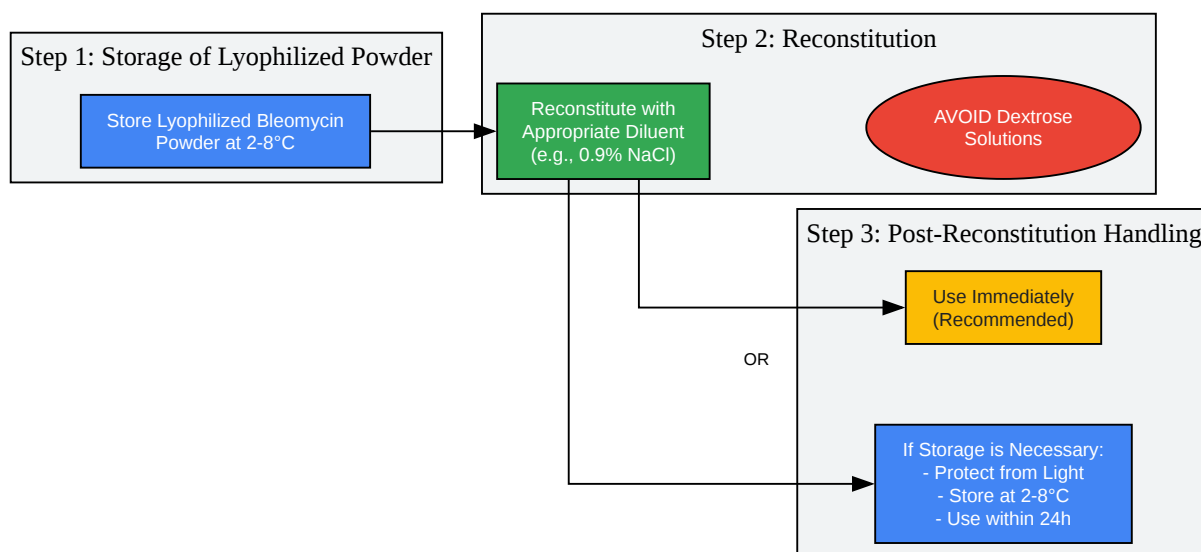 Step 1: Storage of Lyophilized Powder
Store Lyophilized Bleomycin
Powder at 2-8°C
Step 2: Reconstitution
Reconstitute with
Appropriate Diluent
(e.g., 0.9% NaCl)
AVOID Dextrose
Solutions
Step 3: Post-Reconstitution Handling
Use Immediately
(Recommended)
OR
If Storage is Necessary:
- Protect from Light
- Store at 2-8°C
- Use within 24h